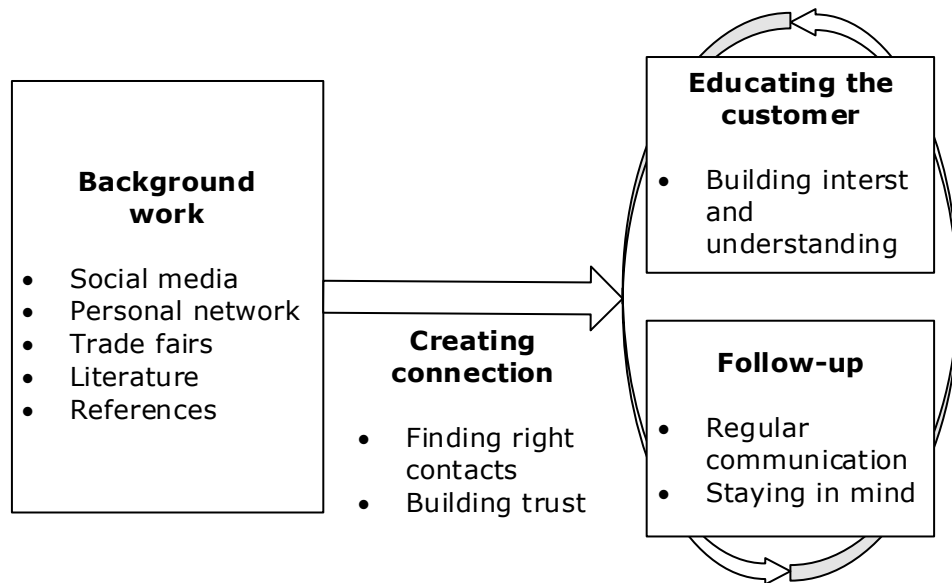 Background
work
• Social media
• Personal network
• Trade fairs
• Literature
• References
Creating
connection
• Finding right
contacts
• Building trust
Educating the
customer
• Building interst
and
understanding
Follow-up
• Regular
communication
• Staying in mind